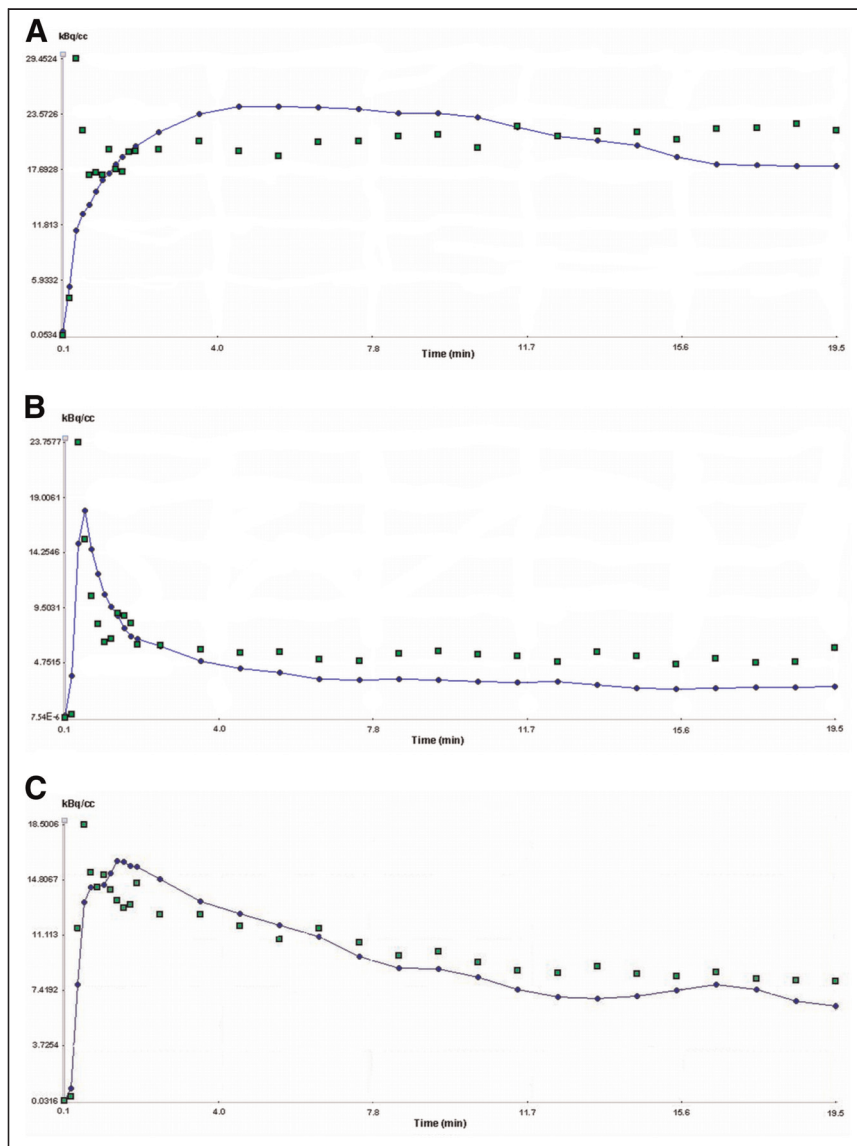 A
kBq/cc
29.4524
23.5726
17.6928
11.813
5.9332
0.0534
0.1 4.0 7.8 11.7 15.6 19.5
Time (min)
B
kBq/cc
23.7577
19.0061
14.2546
9.5031
4.7515
7.54E-4
0.1 4.0 7.8 11.7 15.6 19.5
Time (min)
C
kBq/cc
18.5006
14.8067
11.113
7.4192
3.7254
0.0316
0.1 4.0 7.8 11.7 15.6 19.5
Time (min)